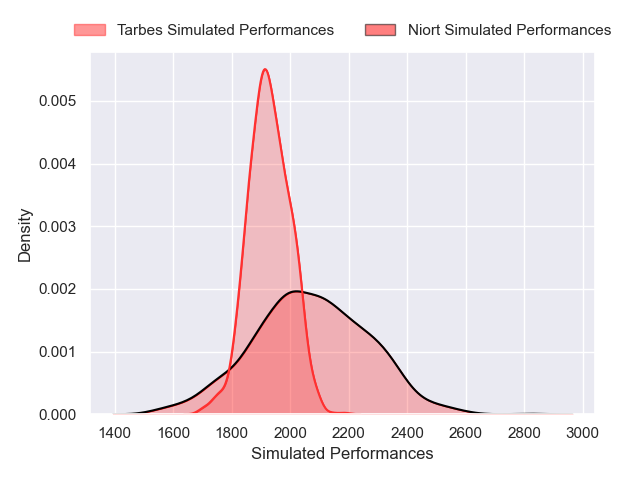 Tarbes Simulated Performances
Niort Simulated Performances
0.005
0.004
0.003
0.002
0.001
0.000
Density
1400 1600 1800 2000 2200 2400 2600 2800 3000
Simulated Performances